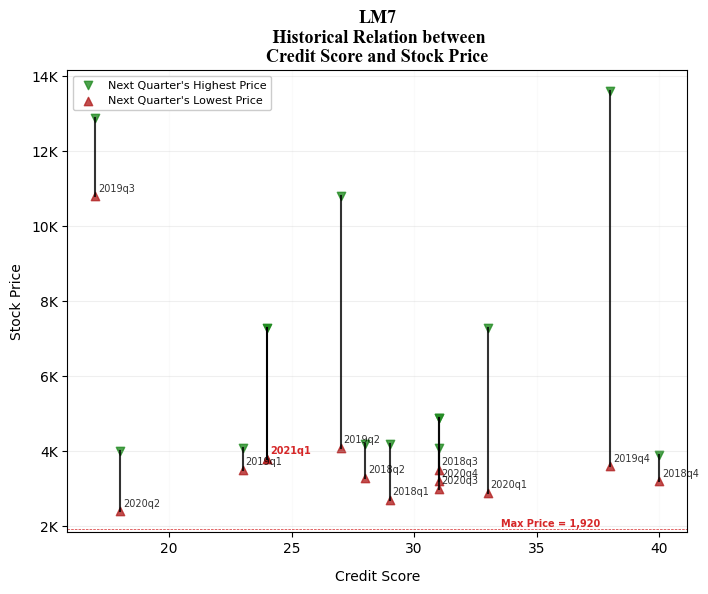 LM7
Historical Relation between
Credit Score and Stock Price
Next Quarter's Highest Price
Next Quarter's Lowest Price
14K
12K
10K
8K
6K
4K
2K
Stock Price
2019q3
2020q2
2021q1
2019q2
2018q2
2018q1
2018q3
2020q4
2020q3
2020q1
2019q4
2018q4
Max Price = 1,920
20
25
30
35
40
Credit Score